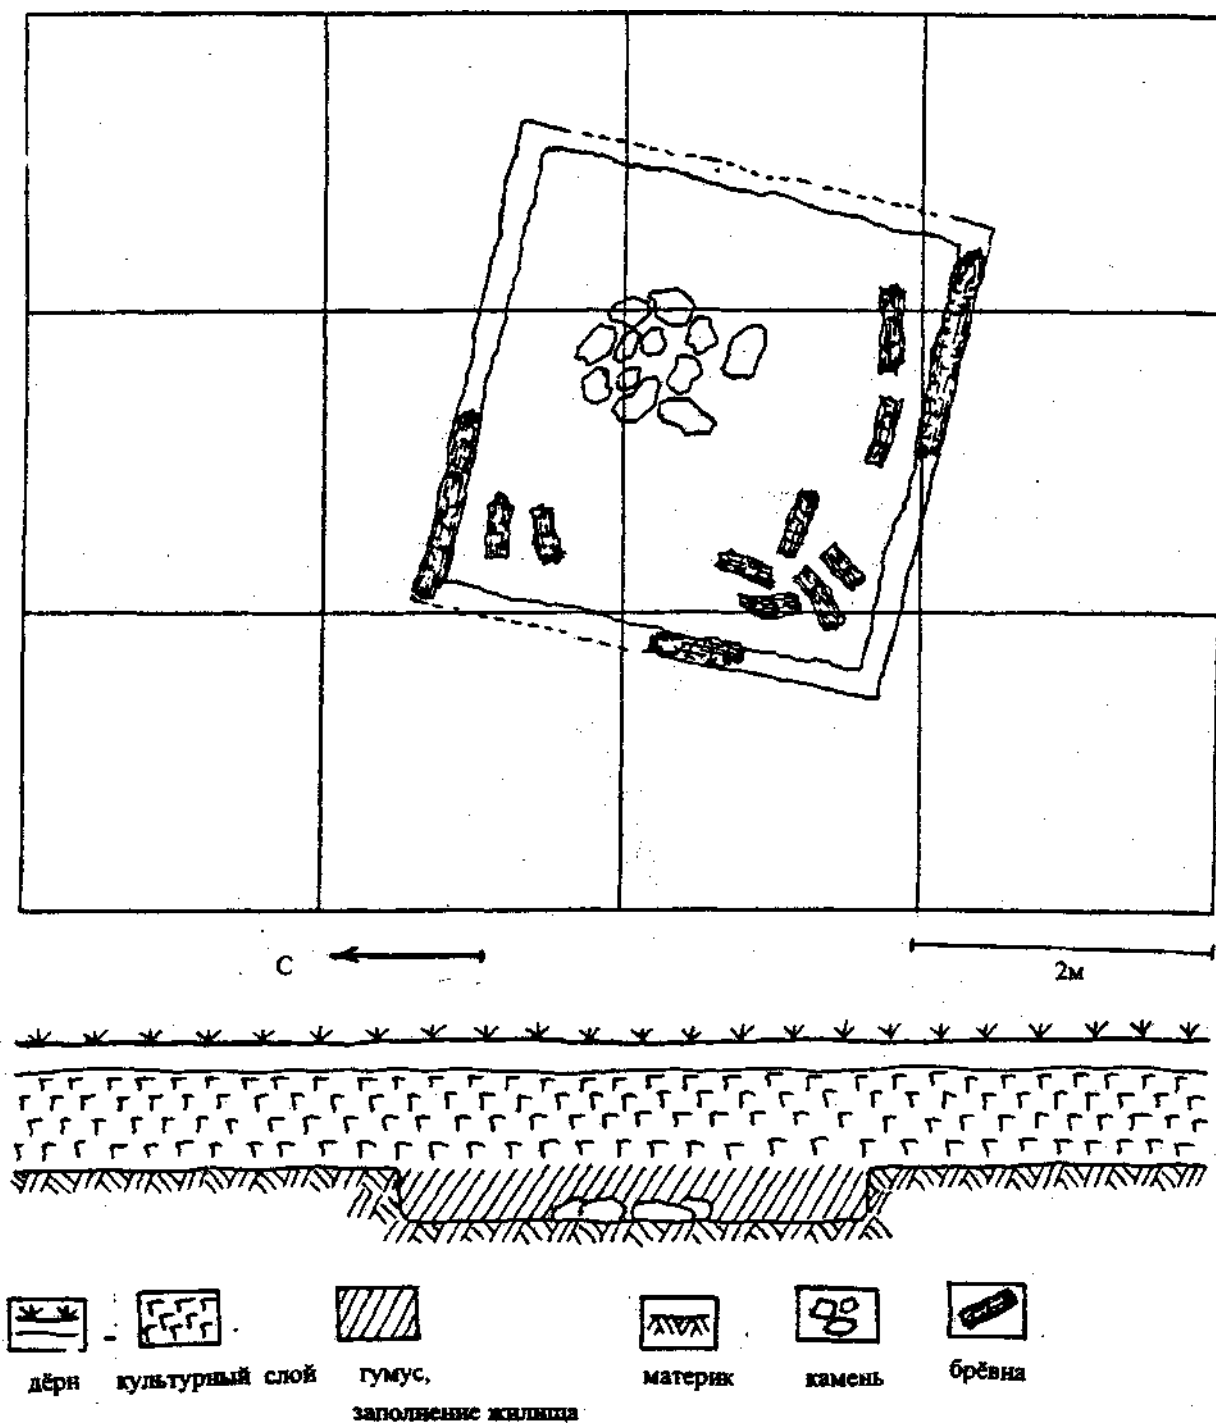 С
2м
дёрн
культурный слой
гумус,
заполнение жилища
материк
камень
брёвна